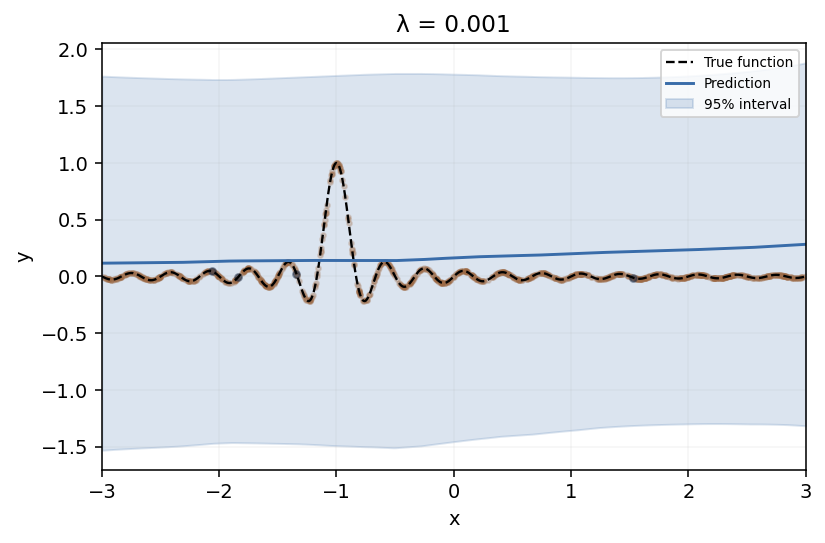 λ = 0.001
True function
Prediction
95% interval
y
2.0
1.5
1.0
0.5
0.0
−0.5
−1.0
−1.5
−3
−2
−1
0
1
2
3
x